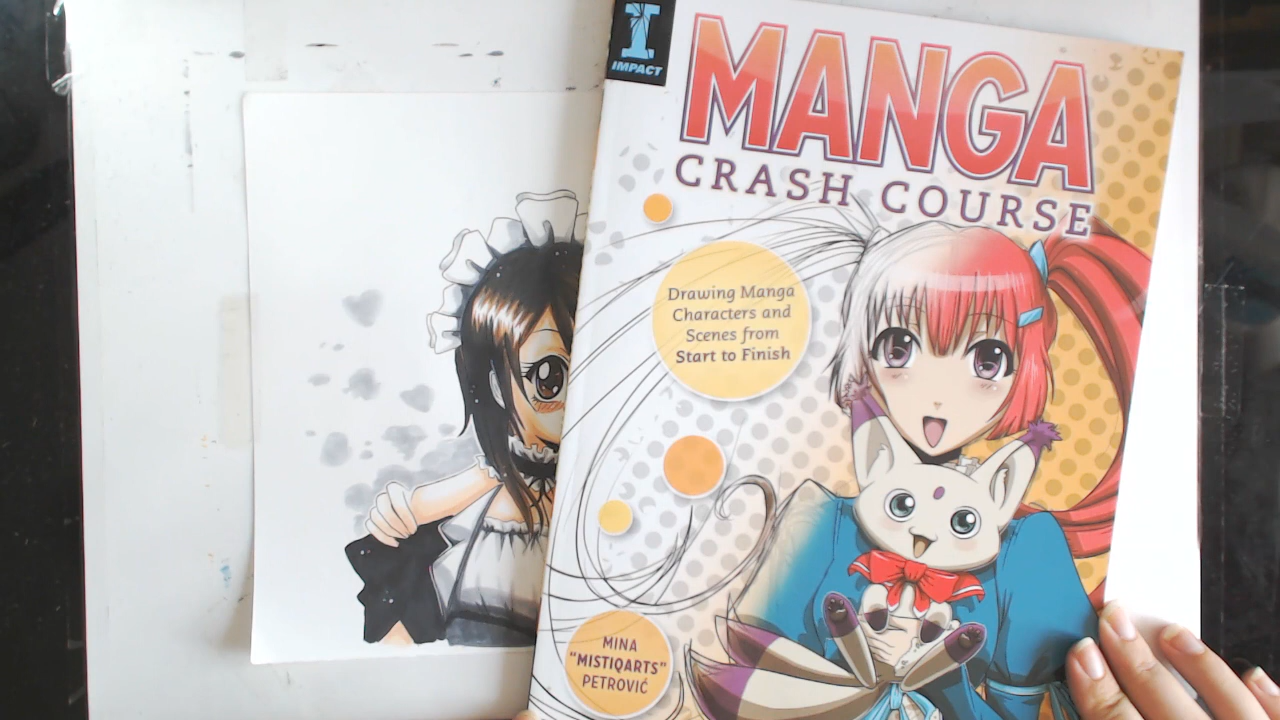 IMPACT
MANGA
CRASH COURSE
Drawing Manga
Characters and
Scenes from
Start to Finish
MINA
"MISTIQARTS"
PETROVIĆ